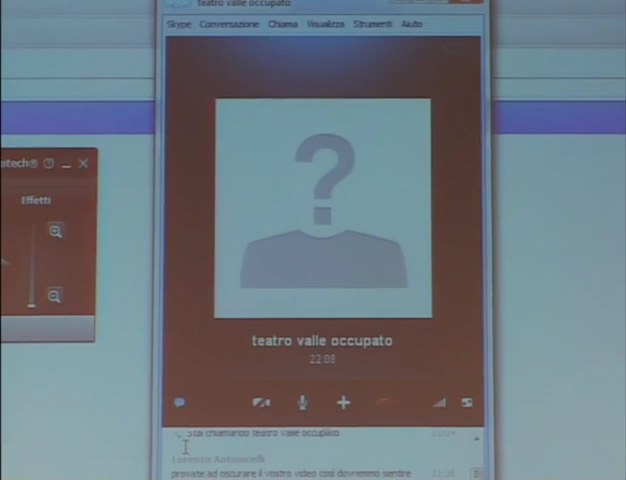 teatro valle occupato
Skype Conversazione Chiama Visualizza Strumenti Aiuto
Effetti
teatro valle occupato
22:08
Stai chiamando teatro valle occupato
Lorenzo
provate ad oscurare il vostro video così dovremmo sentire